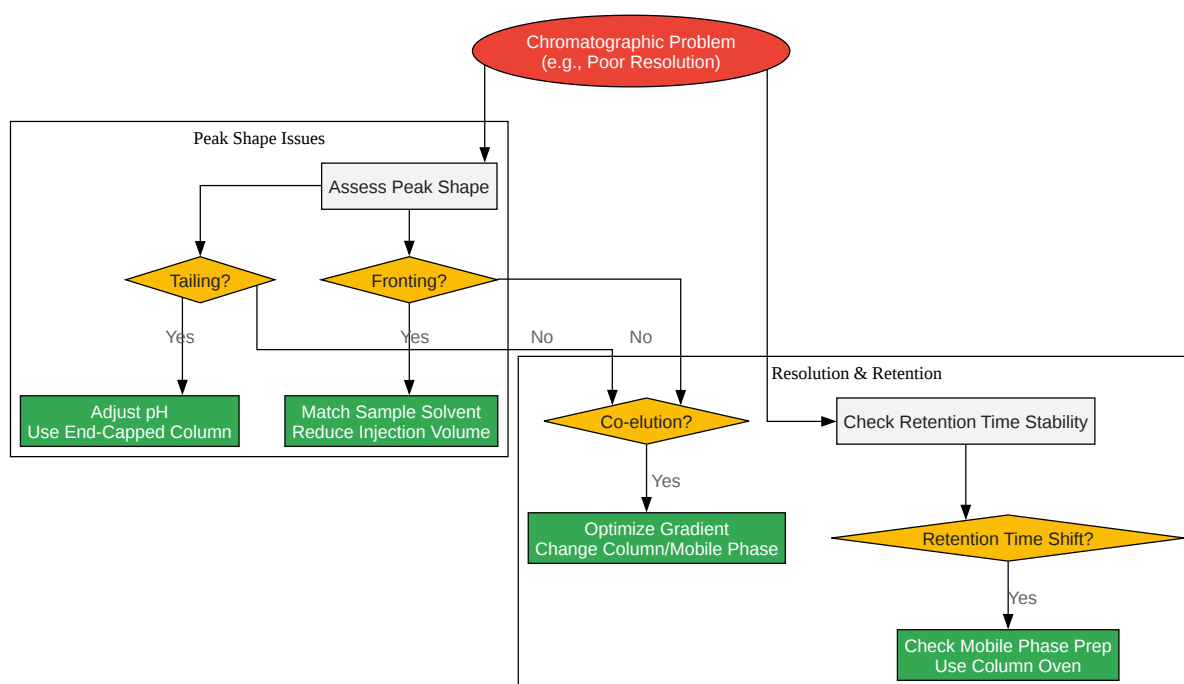 Chromatographic Problem
(e.g., Poor Resolution)
Peak Shape Issues
Assess Peak Shape
Tailing?
Fronting?
Yes
Yes
No
No
Adjust pH
Use End-Capped Column
Match Sample Solvent
Reduce Injection Volume
Resolution & Retention
Co-elution?
Check Retention Time Stability
Yes
Optimize Gradient
Change Column/Mobile Phase
Retention Time Shift?
Yes
Check Mobile Phase Prep
Use Column Oven